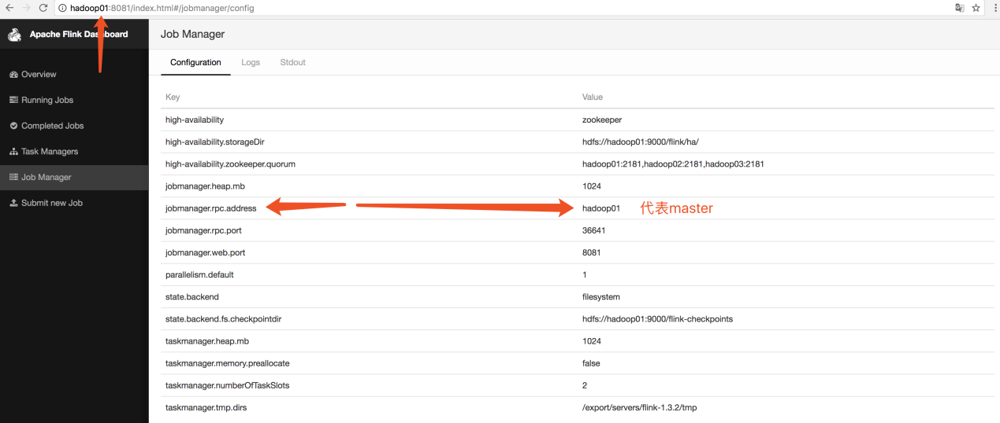 hadoop01:8081/index.html#/jobmanager/config
Apache Flink Dashboard
Overview
Running Jobs
Completed Jobs
Task Managers
Job Manager
Submit new Job
Job Manager
Configuration Logs Stdout
Key Value
high-availability zookeeper
high-availability.storageDir hdfs://hadoop01:9000/flink/ha/
high-availability.zookeeper.quorum hadoop01:2181,hadoop02:2181,hadoop03:2181
jobmanager.heap.mb 1024
jobmanager.rpc.address hadoop01 代表master
jobmanager.rpc.port 36641
jobmanager.web.port 8081
parallelism.default 1
state.backend filesystem
state.backend.fs.checkpointdir hdfs://hadoop01:9000/flink-checkpoints
taskmanager.heap.mb 1024
taskmanager.memory.preallocate false
taskmanager.numberOfTaskSlots 2
taskmanager.tmp.dirs /export/servers/flink-1.3.2/tmp